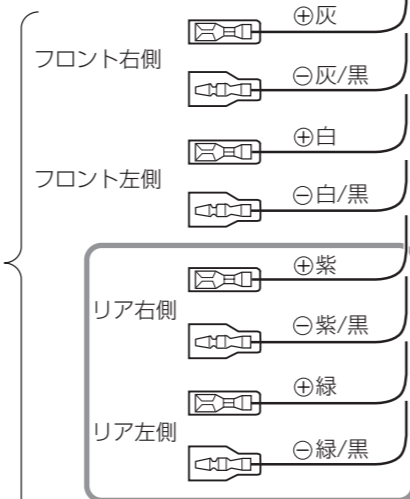 ⊕灰
フロント右側
⊖灰/黒
⊕白
フロント左側
⊖白/黒
⊕紫
リア右側
⊖紫/黒
⊕緑
リア左側
⊖緑/黒